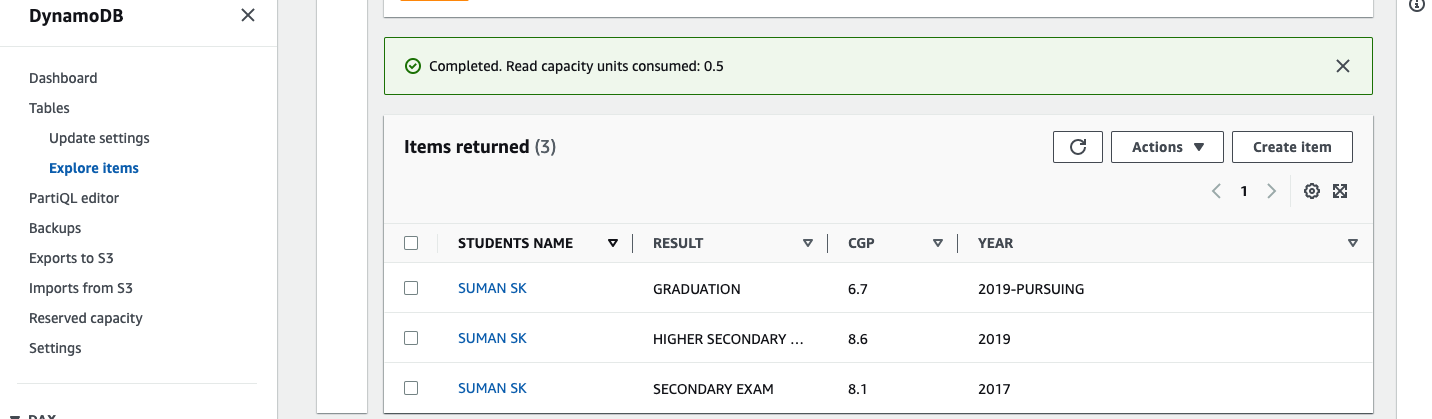 DynamoDB
Dashboard
Tables
Update settings
Explore items
PartiQL editor
Backups
Exports to S3
Imports from S3
Reserved capacity
Settings
DAX
Completed. Read capacity units consumed: 0.5
Items returned (3)
Actions
Create item
1
STUDENTS NAME RESULT CGP YEAR
SUMAN SK GRADUATION 6.7 2019-PURSUING
SUMAN SK HIGHER SECONDARY … 8.6 2019
SUMAN SK SECONDARY EXAM 8.1 2017